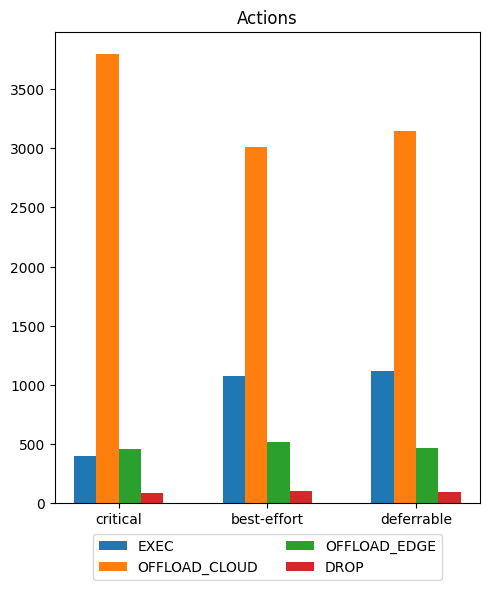 Actions
3500
3000
2500
2000
1500
1000
500
0
critical best-effort deferrable
EXEC OFFLOAD_EDGE
OFFLOAD_CLOUD DROP